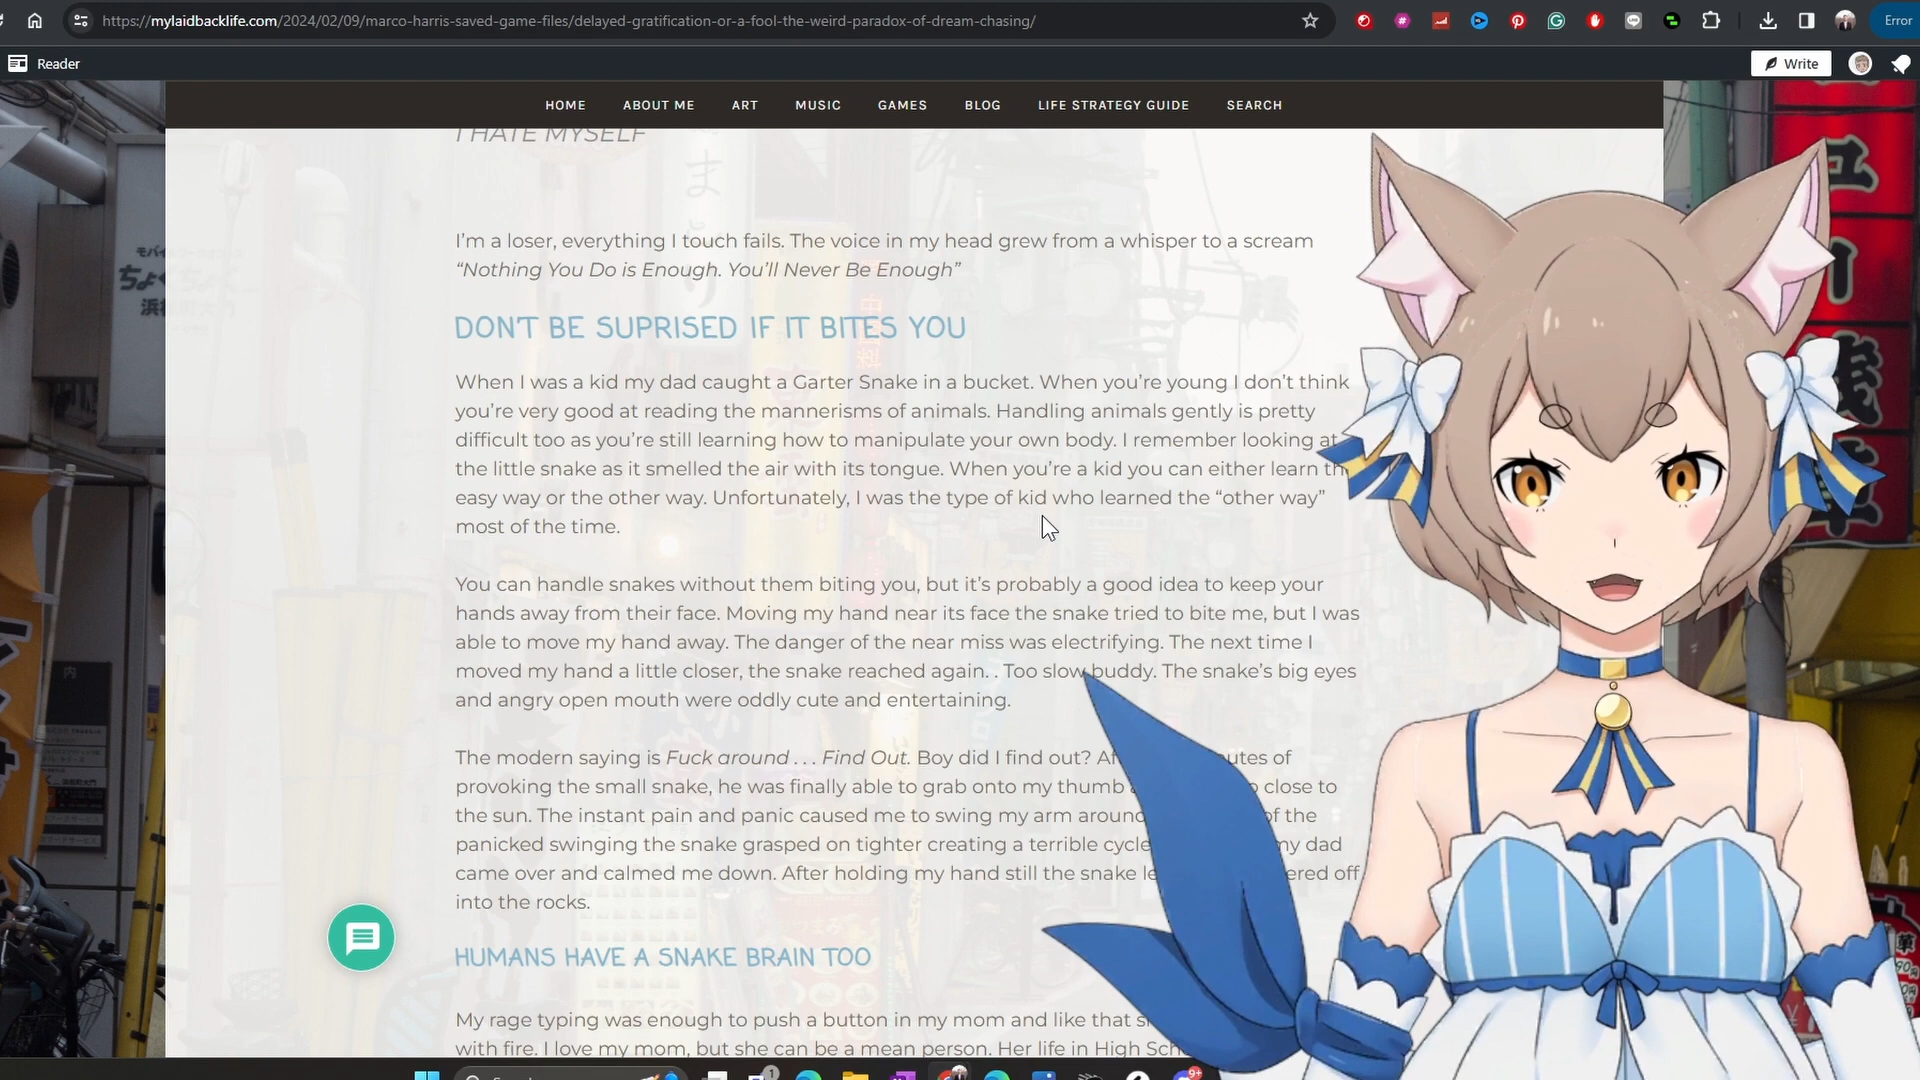 https://mylaidbacklife.com/2024/02/09/marco-harris-saved-game-files/delayed-gratification-or-a-fool-the-weird-paradox-of-dream-chasing/
Error
Reader
Write
HOME ABOUT ME ART MUSIC GAMES BLOG LIFE STRATEGY GUIDE SEARCH
I HATE MYSELF
I'm a loser, everything I touch fails. The voice in my head grew from a whisper to a scream
“Nothing You Do is Enough. You'll Never Be Enough”
DON'T BE SUPRISED IF IT BITES YOU
When I was a kid my dad caught a Garter Snake in a bucket. When you're young I don't think
you're very good at reading the mannerisms of animals. Handling animals gently is pretty
difficult too as you're still learning how to manipulate your own body. I remember looking at
the little snake as it smelled the air with its tongue. When you're a kid you can either learn th
easy way or the other way. Unfortunately, I was the type of kid who learned the “other way”
most of the time.
You can handle snakes without them biting you, but it's probably a good idea to keep your
hands away from their face. Moving my hand near its face the snake tried to bite me, but I was
able to move my hand away. The danger of the near miss was electrifying. The next time I
moved my hand a little closer, the snake reached again. . Too slow buddy. The snake's big eyes
and angry open mouth were oddly cute and entertaining.
The modern saying is Fuck around . . . Find Out. Boy did I find out? Af utes of
provoking the small snake, he was finally able to grab onto my thumb close to
the sun. The instant pain and panic caused me to swing my arm around of the
panicked swinging the snake grasped on tighter creating a terrible cycle my dad
came over and calmed me down. After holding my hand still the snake le ered off
into the rocks.
HUMANS HAVE A SNAKE BRAIN TOO
My rage typing was enough to push a button in my mom and like that s
with fire. I love my mom, but she can be a mean person. Her life in High Sch
1
9+